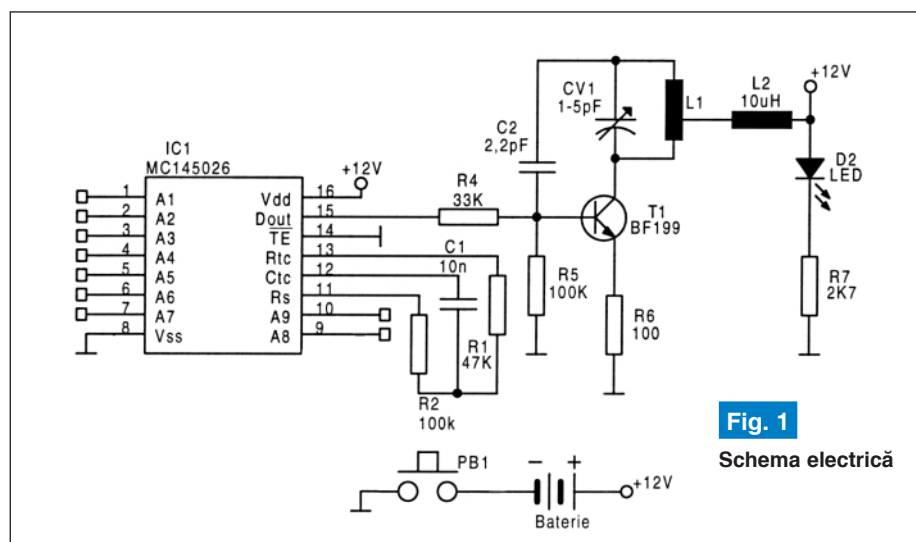 IC1
MC145026
1 A1
2 A2
3 A3
4 A4
5 A5
6 A6
7 A7
8 Vss
Vdd 16
Dout 15
TE 14
Rtc 13
Ctc 12
Rs 11
A9 10
A8 9
+12V
R4
33K
C1
10n
R1
47K
R2
100k
C2
2,2pF
CV1
1-5pF
L1
L2
10uH
+12V
D2
LED
T1
BF199
R5
100K
R6
100
R7
2K7
PB1
- +
+12V
Baterie
Fig. 1
Schema electrică